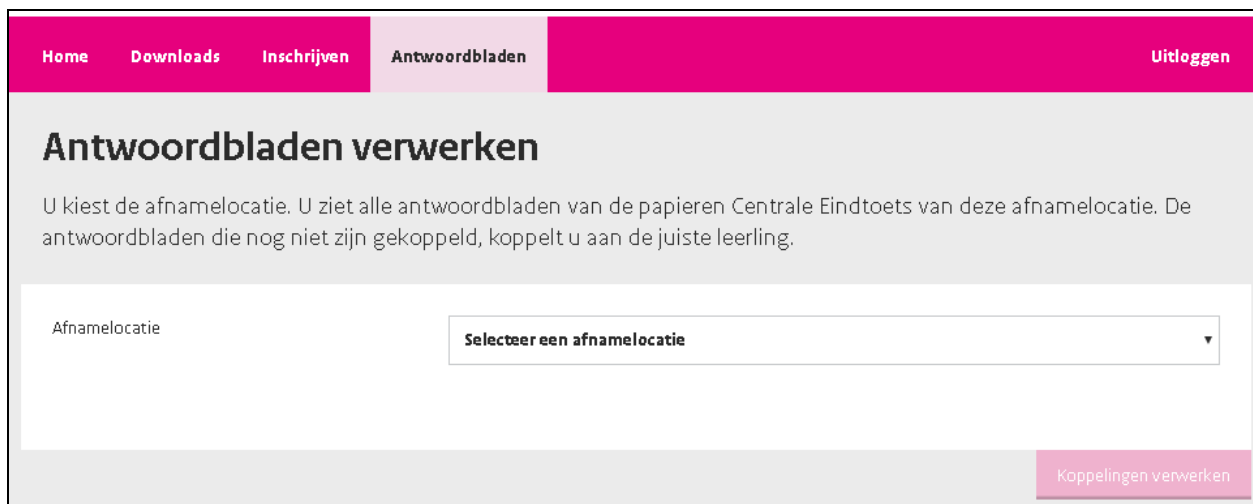 Home Downloads Inschrijven Antwoordbladen Uitloggen
Antwoordbladen verwerken
U kiest de afnamelocatie. U ziet alle antwoordbladen van de papieren Centrale Eindtoets van deze afnamelocatie. De
antwoordbladen die nog niet zijn gekoppeld, koppelt u aan de juiste leerling.
Afnamelocatie
Selecteer een afnamelocatie
Koppelingen verwerken